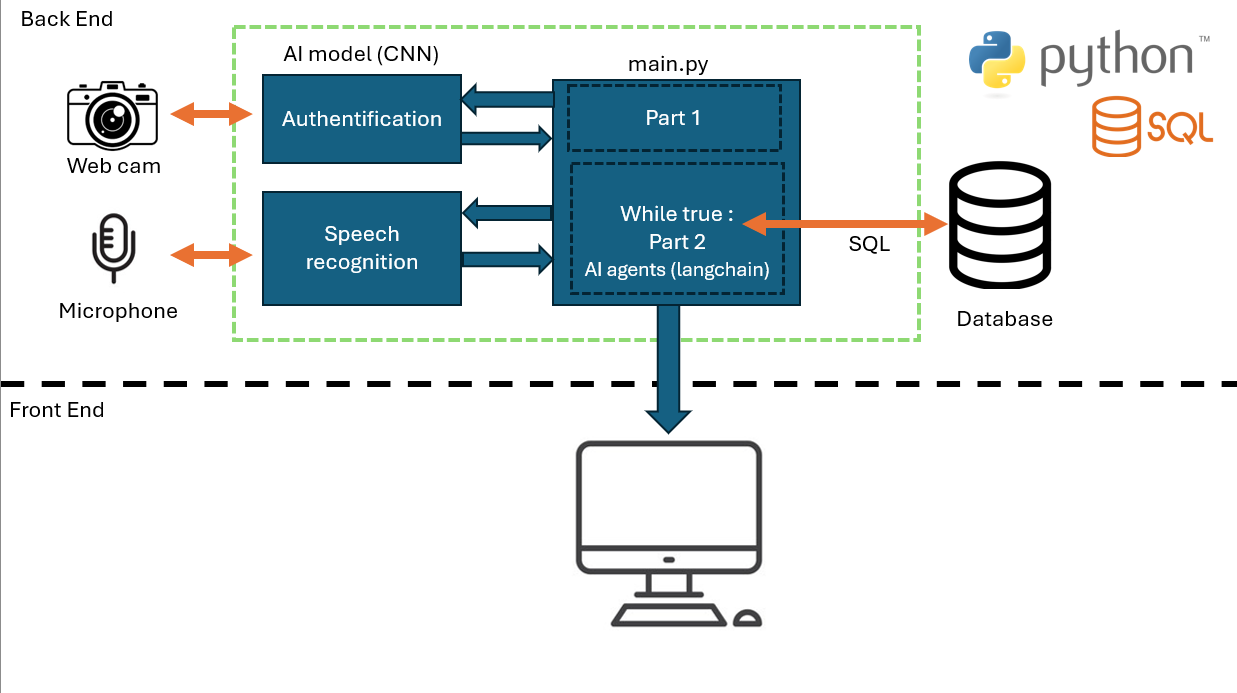 Back End
AI model (CNN)
main.py
python™
Authentification
Part 1
SQL
Web cam
Speech
recognition
While true :
Part 2
AI agents (langchain)
SQL
Microphone
Database
Front End